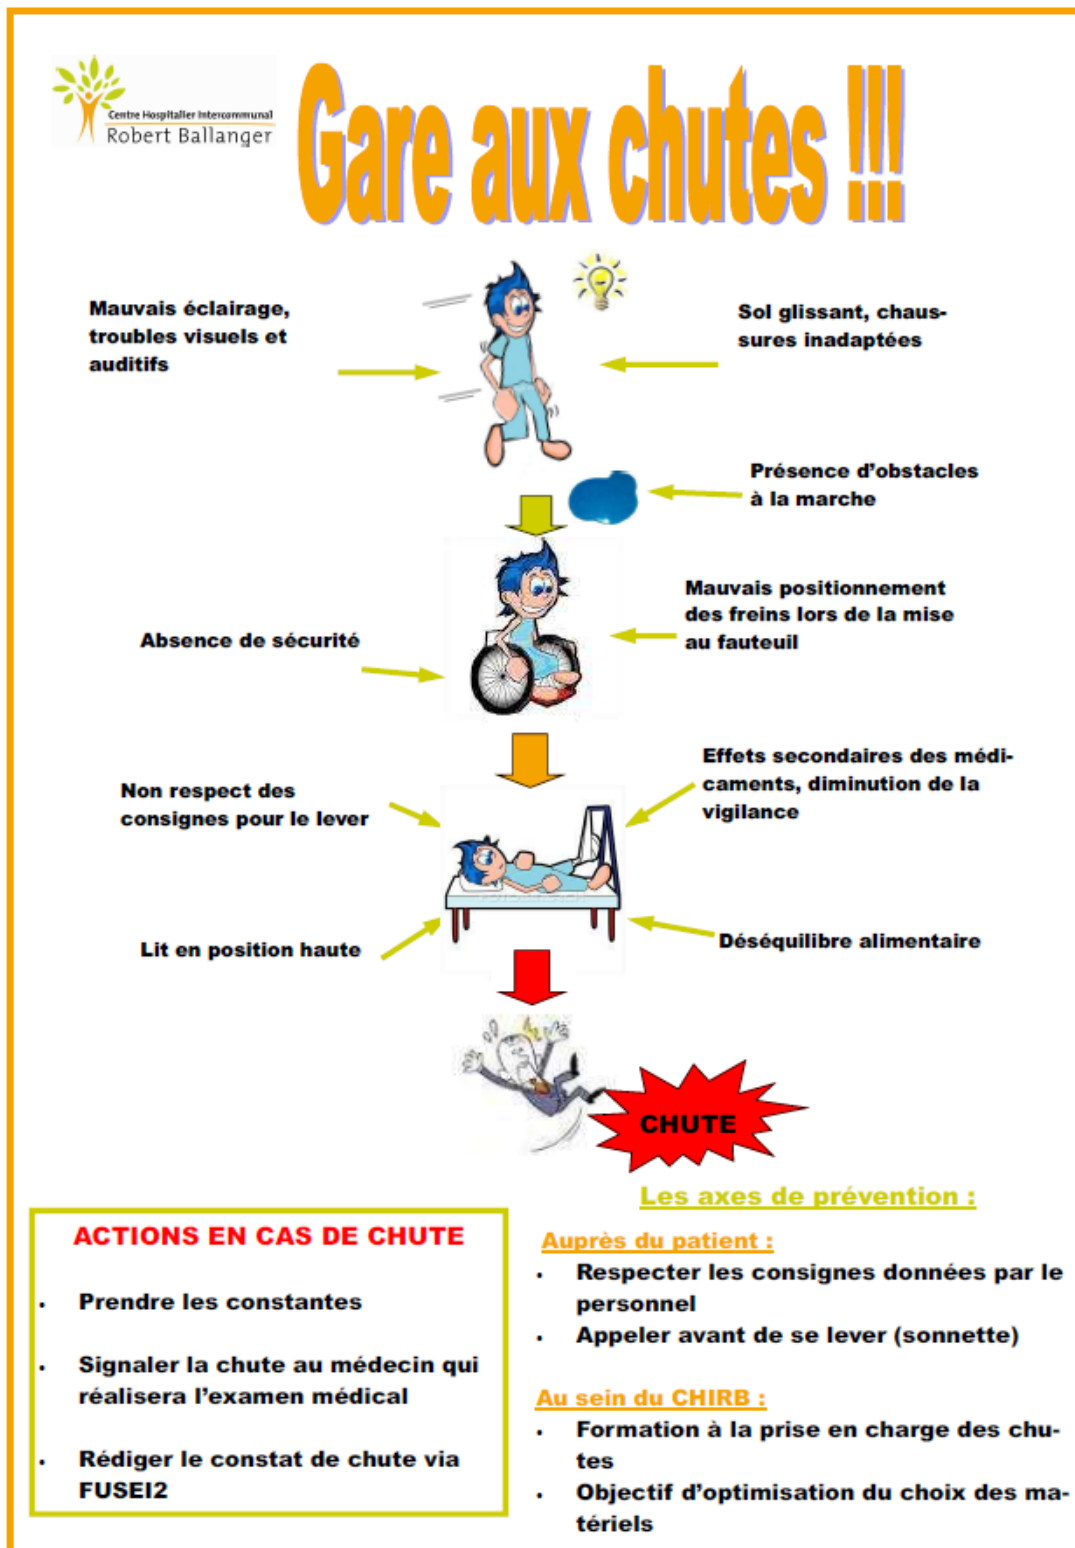 Centre Hospitalier Intercommunal
Robert Ballanger
Gare aux chutes !!!
Mauvais éclairage,
troubles visuels et
auditifs
Sol glissant, chaus-
sures inadaptées
Présence d'obstacles
à la marche
Mauvais positionnement
des freins lors de la mise
au fauteuil
Absence de sécurité
Effets secondaires des médi-
caments, diminution de la
vigilance
Non respect des
consignes pour le lever
Lit en position haute
Déséquilibre alimentaire
CHUTE
ACTIONS EN CAS DE CHUTE
• Prendre les constantes
• Signaler la chute au médecin qui
réalisera l'examen médical
• Rédiger le constat de chute via
FUSEI2
Les axes de prévention :
Auprès du patient :
• Respecter les consignes données par le
personnel
• Appeler avant de se lever (sonnette)
Au sein du CHIRB :
• Formation à la prise en charge des chu-
tes
• Objectif d'optimisation du choix des ma-
tériels